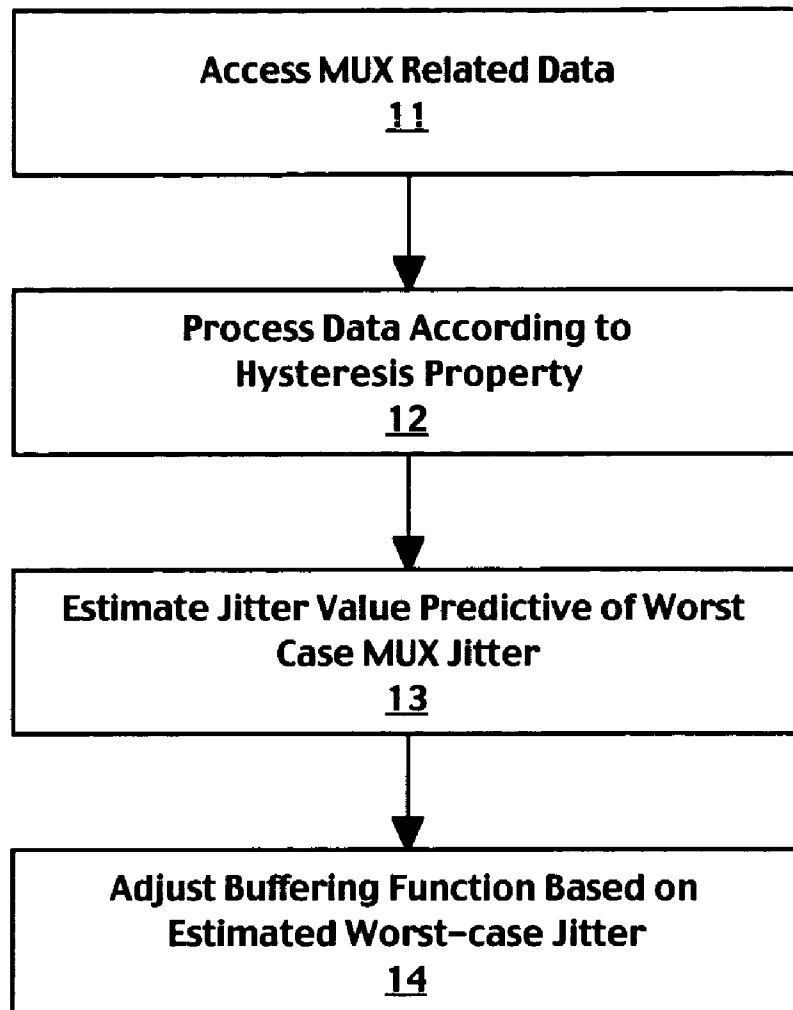 Access MUX Related Data
11
Process Data According to
Hysteresis Property
12
Estimate Jitter Value Predictive of Worst
Case MUX Jitter
13
Adjust Buffering Function Based on
Estimated Worst-case Jitter
14